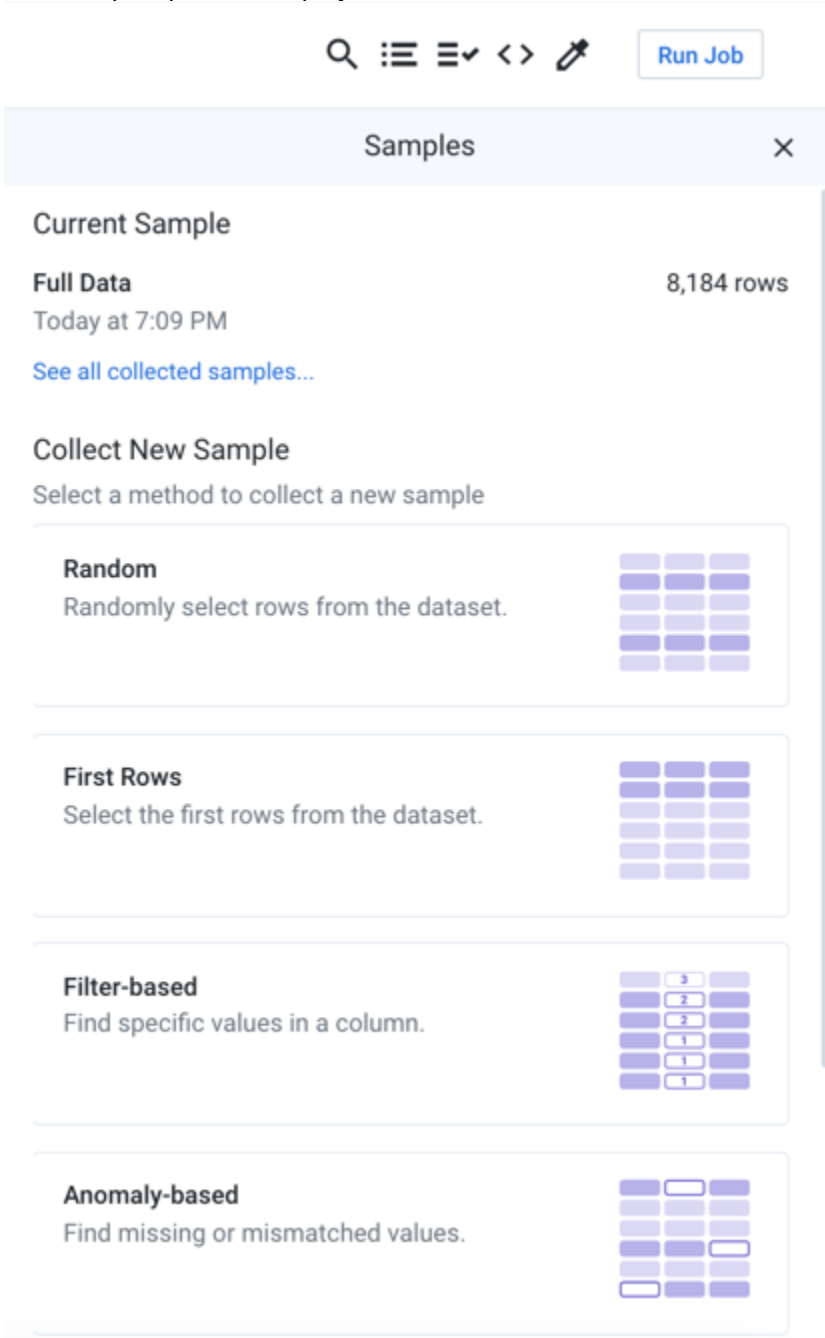 Run Job
Samples
Current Sample
Full Data 8,184 rows
Today at 7:09 PM
See all collected samples...
Collect New Sample
Select a method to collect a new sample
Random
Randomly select rows from the dataset.
First Rows
Select the first rows from the dataset.
Filter-based
Find specific values in a column.
3
2
2
1
1
1
Anomaly-based
Find missing or mismatched values.